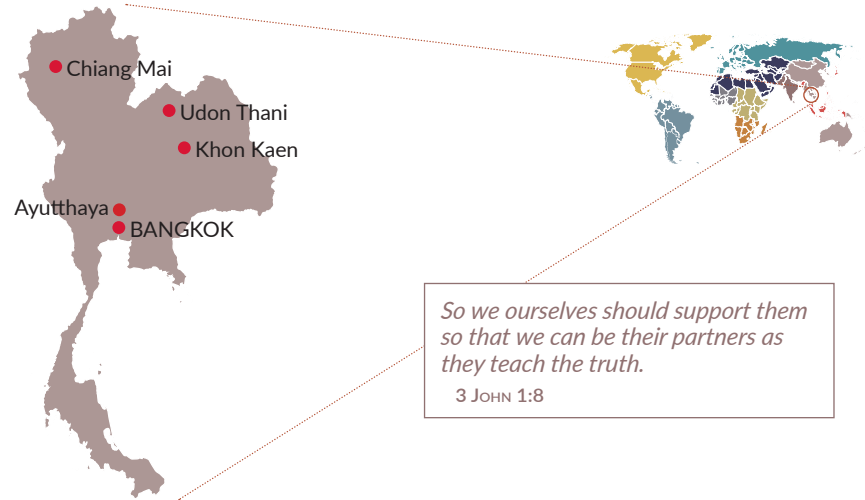 Chiang Mai
Udon Thani
Khon Kaen
Ayutthaya
BANGKOK
So we ourselves should support them
so that we can be their partners as
they teach the truth.
3 John 1:8